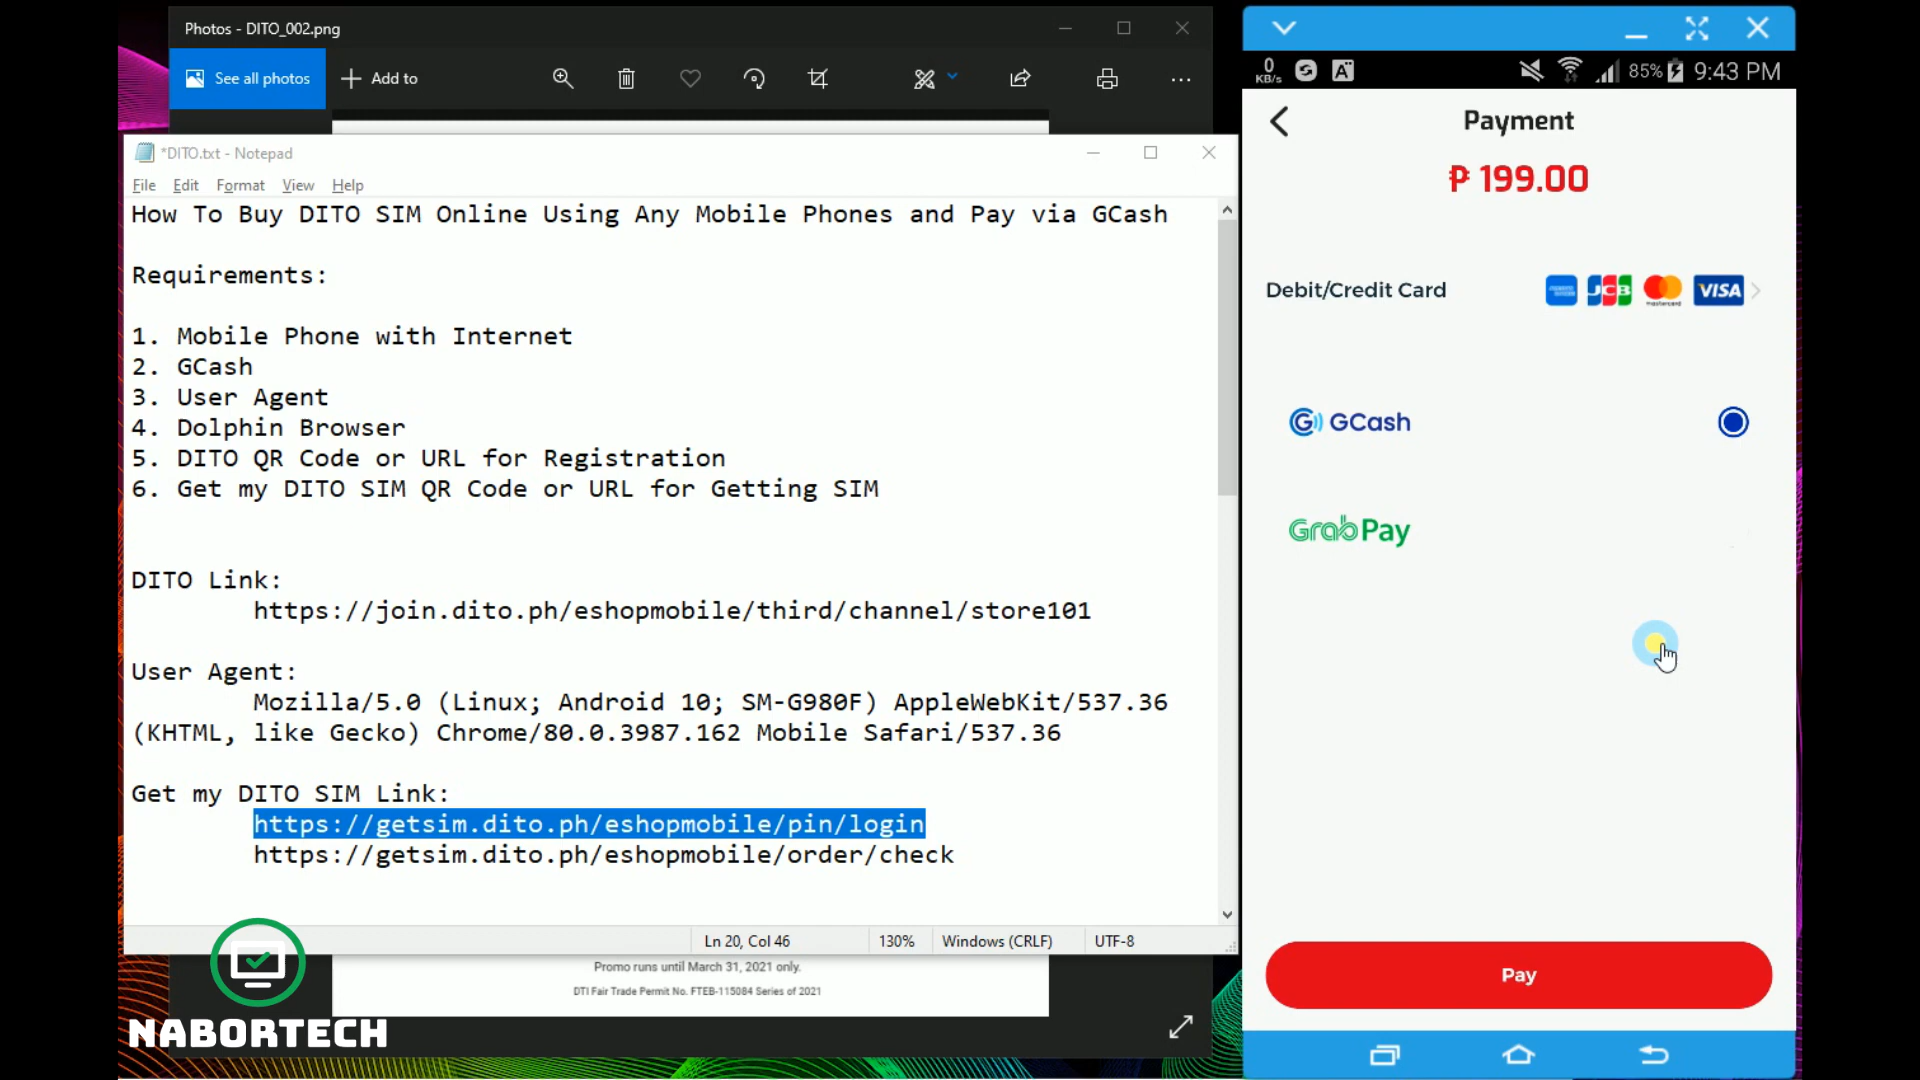 Photos - DITO_002.png
See all photos
Add to
*DITO.txt - Notepad
File Edit Format View Help
How To Buy DITO SIM Online Using Any Mobile Phones and Pay via GCash
Requirements:
1. Mobile Phone with Internet
2. GCash
3. User Agent
4. Dolphin Browser
5. DITO QR Code or URL for Registration
6. Get my DITO SIM QR Code or URL for Getting SIM
DITO Link:
https://join.dito.ph/eshopmobile/third/channel/store101
User Agent:
Mozilla/5.0 (Linux; Android 10; SM-G980F) AppleWebKit/537.36
(KHTML, like Gecko) Chrome/80.0.3987.162 Mobile Safari/537.36
Get my DITO SIM Link:
https://getsim.dito.ph/eshopmobile/pin/login
https://getsim.dito.ph/eshopmobile/order/check
Ln 20, Col 46 130% Windows (CRLF) UTF-8
Promo runs until March 31, 2021 only.
DTI Fair Trade Permit No. FTEB-115084 Series of 2021
NABORTECH
0 KB/s A 85% 9:43 PM
Payment
₱ 199.00
Debit/Credit Card JCB mastercard VISA
GCash
GrabPay
Pay